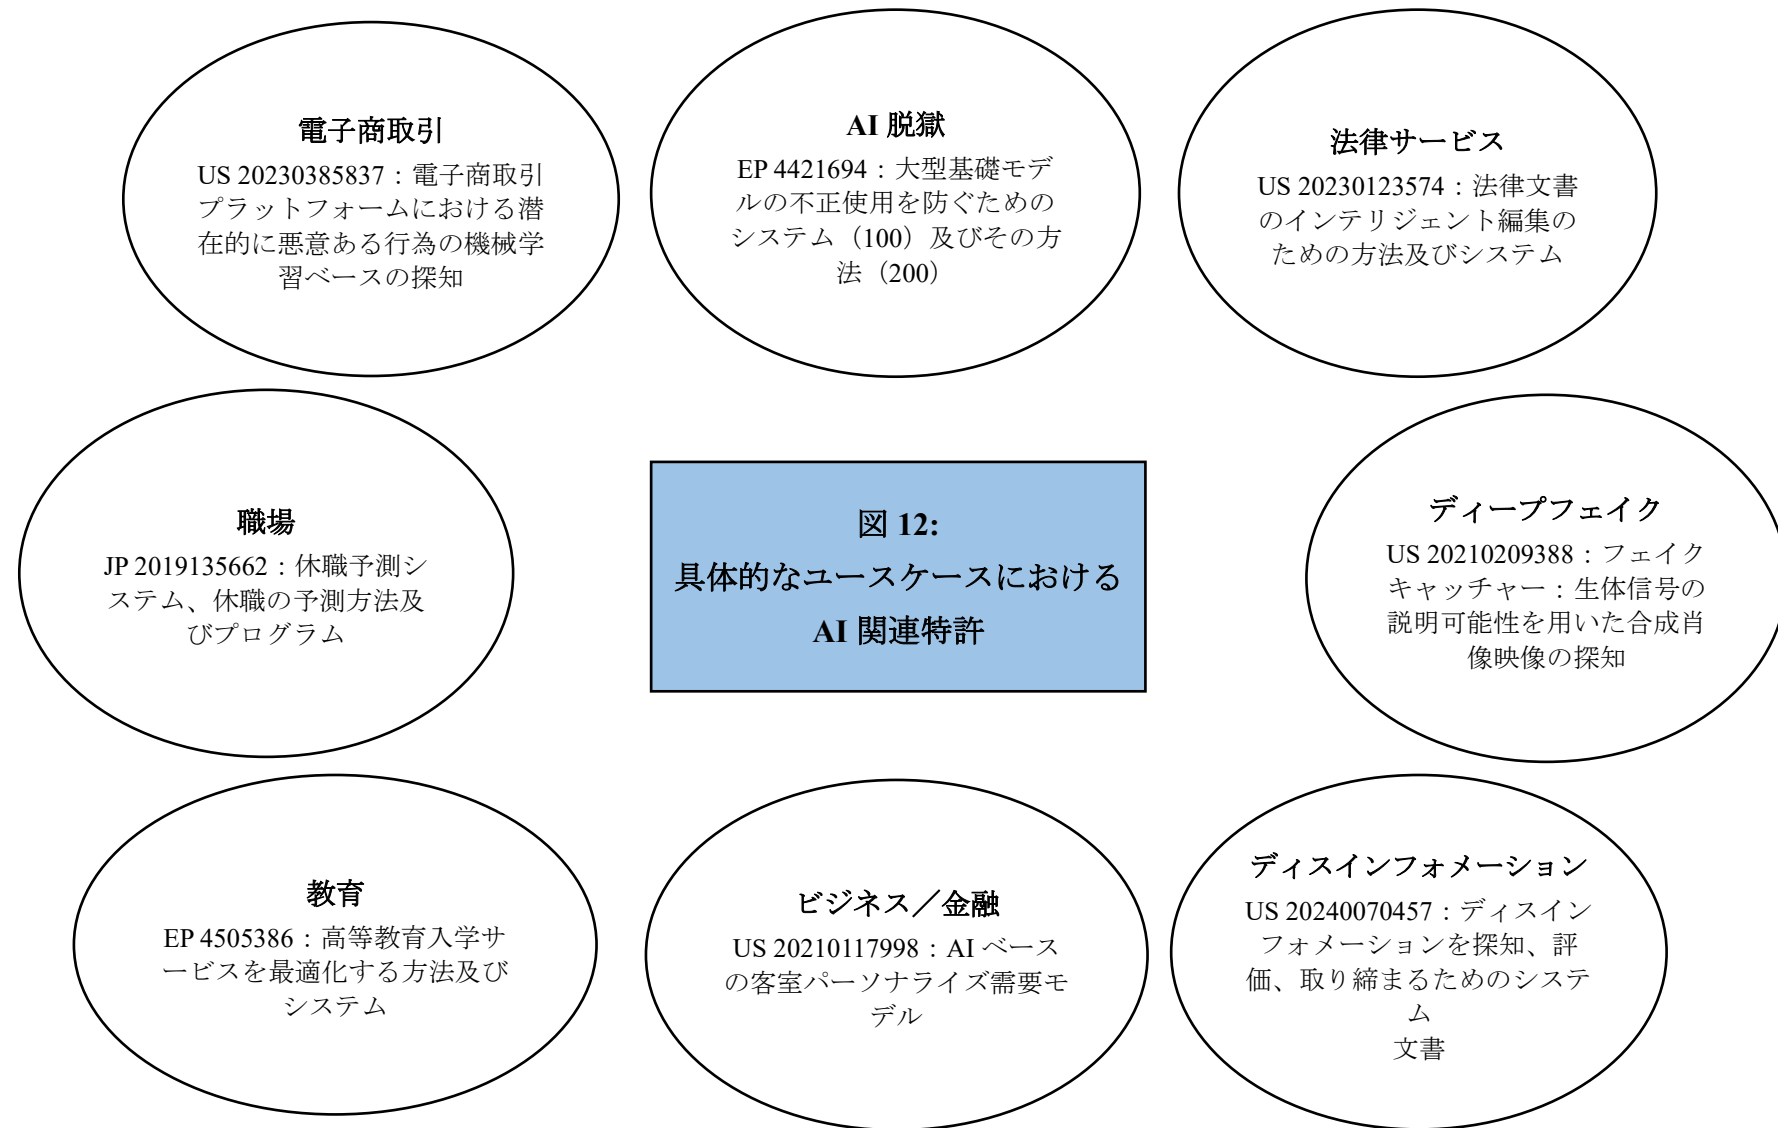 電子商取引
US 20230385837：電子商取引
プラットフォームにおける潜
在的に悪意ある行為の機械学
習ベースの探知
AI 脱獄
EP 4421694：大型基礎モデ
ルの不正使用を防ぐための
システム（100）及びその方
法（200）
法律サービス
US 20230123574：法律文書
のインテリジェント編集の
ための方法及びシステム
職場
JP 2019135662：休職予測シ
ステム、休職の予測方法及
びプログラム
図 12:
具体的なユースケースにおける
AI 関連特許
ディープフェイク
US 20210209388：フェイク
キャッチャー：生体信号の
説明可能性を用いた合成肖
像映像の探知
教育
EP 4505386：高等教育入学サ
ービスを最適化する方法及び
システム
ビジネス／金融
US 20210117998：AI ベース
の客室パーソナライズ需要モ
デル
ディスインフォメーション
US 20240070457：ディスイン
フォメーションを探知、評
価、取り締まるためのシステ
ム
文書